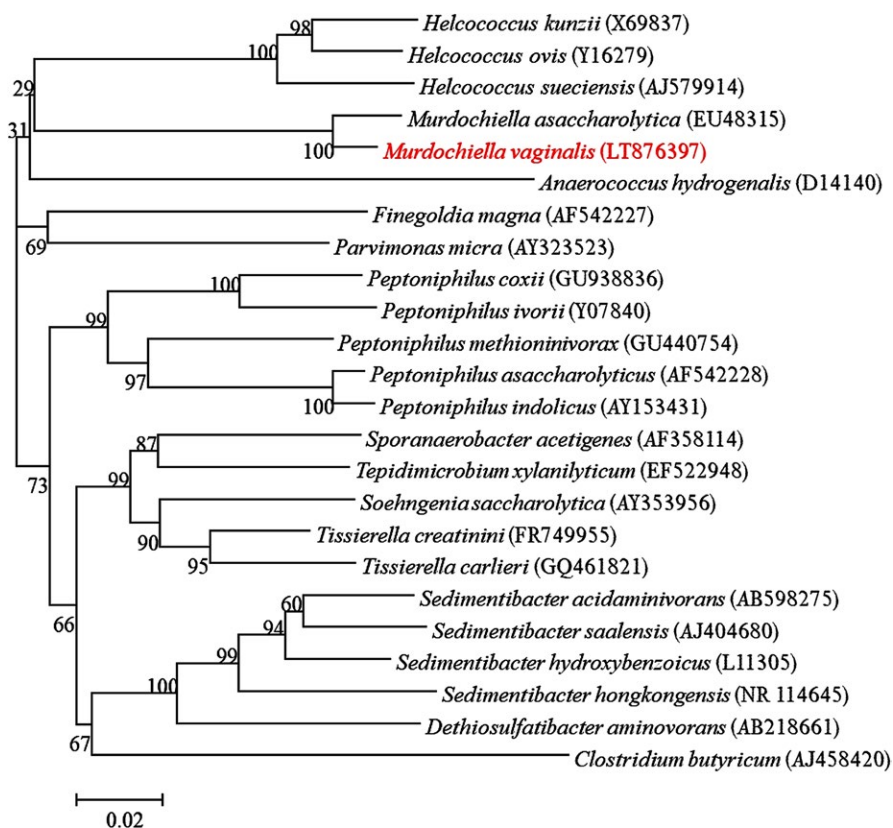 98
Helcococcus kunzii (X69837)
100
Helcococcus ovis (Y16279)
29
Helcococcus sueciensis (AJ579914)
31
Murdochiella asaccharolytica (EU48315)
100
Murdochiella vaginalis (LT876397)
Anaerococcus hydrogenalis (D14140)
Finegoldia magna (AF542227)
69
Parvimonas micra (AY323523)
100
Peptoniphilus coxii (GU938836)
99
Peptoniphilus ivorii (Y07840)
Peptoniphilus methioninivorax (GU440754)
97
Peptoniphilus asaccharolyticus (AF542228)
100
Peptoniphilus indolicus (AY153431)
87
Sporanaerobacter acetigenes (AF358114)
73
99
Tepidimicrobium xylanilyticum (EF522948)
Soehngenia saccharolytica (AY353956)
90
Tissierella creatinini (FR749955)
95
Tissierella carlieri (GQ461821)
60
Sedimentibacter acidaminivorans (AB598275)
66
94
Sedimentibacter saalensis (AJ404680)
99
Sedimentibacter hydroxybenzoicus (L11305)
100
Sedimentibacter hongkongensis (NR 114645)
Dethiosulfatibacter aminovorans (AB218661)
67
Clostridium butyricum (AJ458420)
0.02